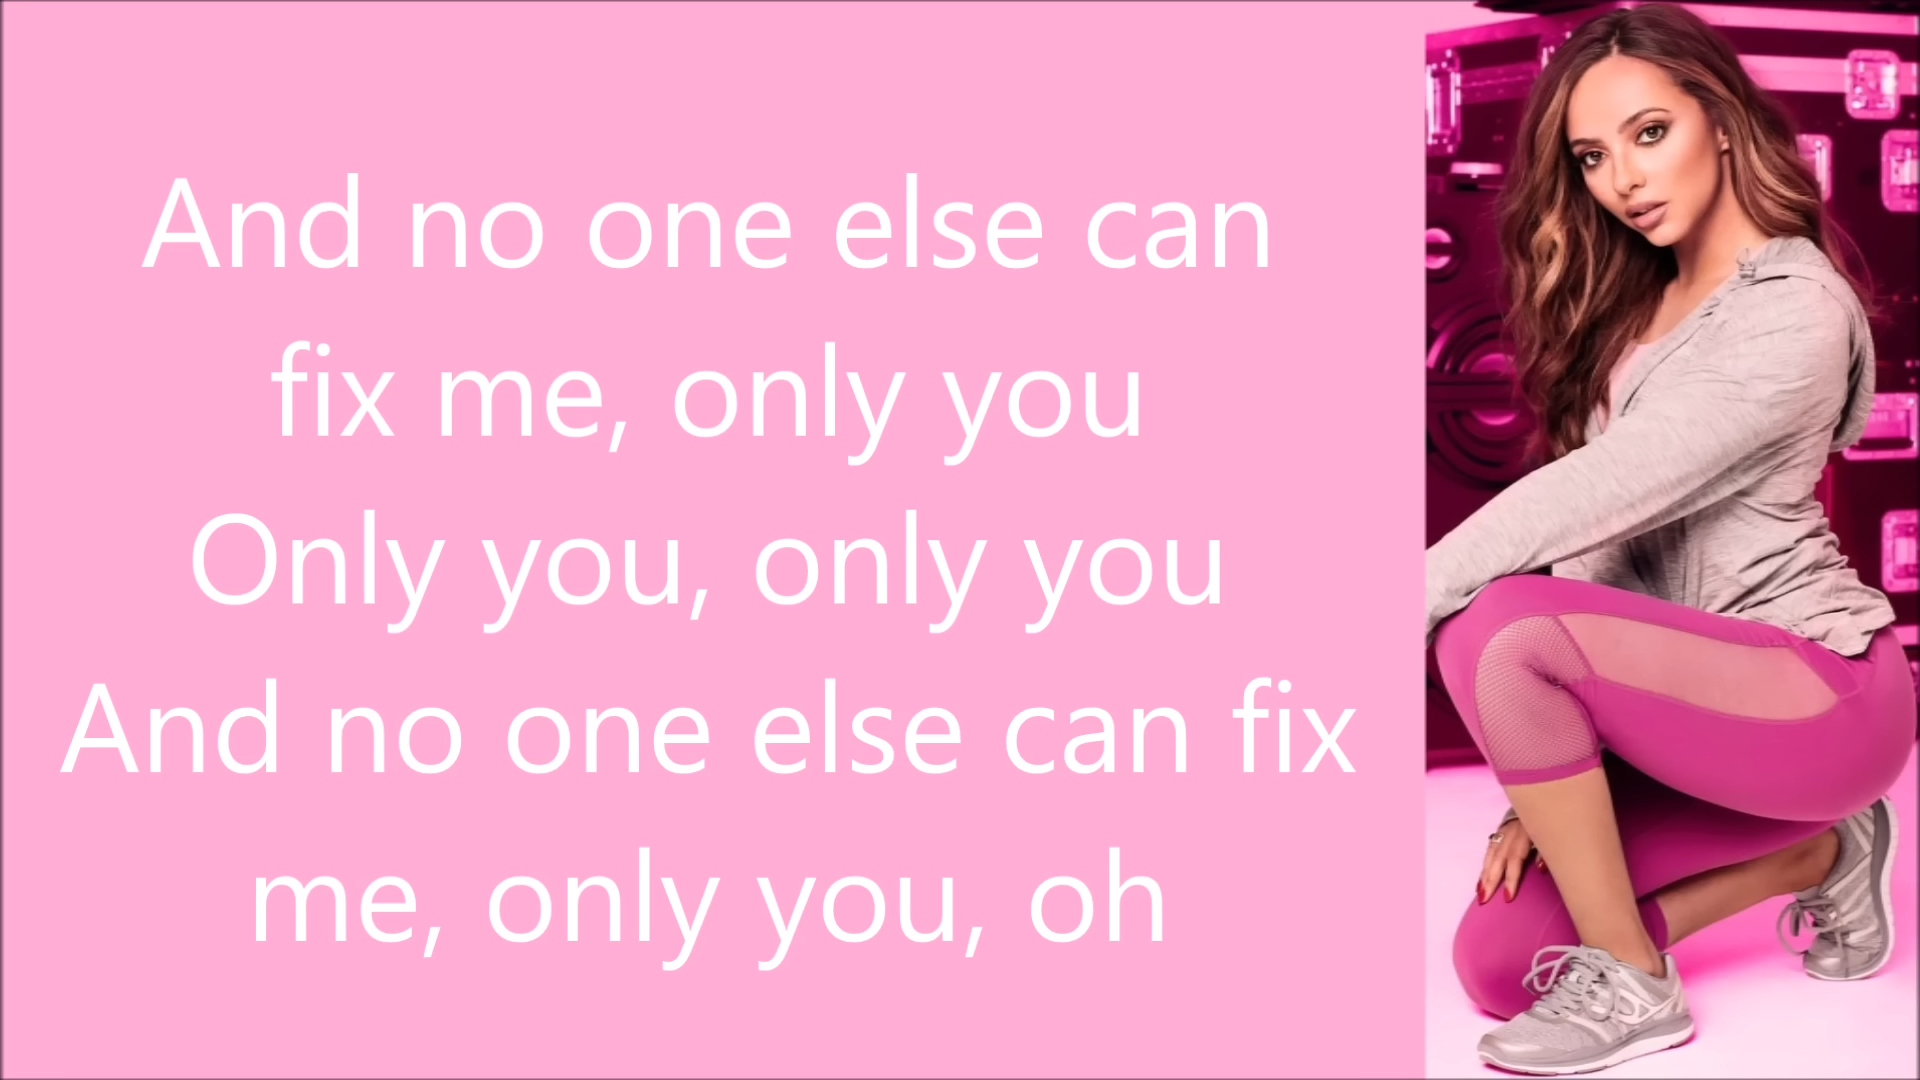 And no one else can
fix me, only you
Only you, only you
And no one else can fix
me, only you, oh